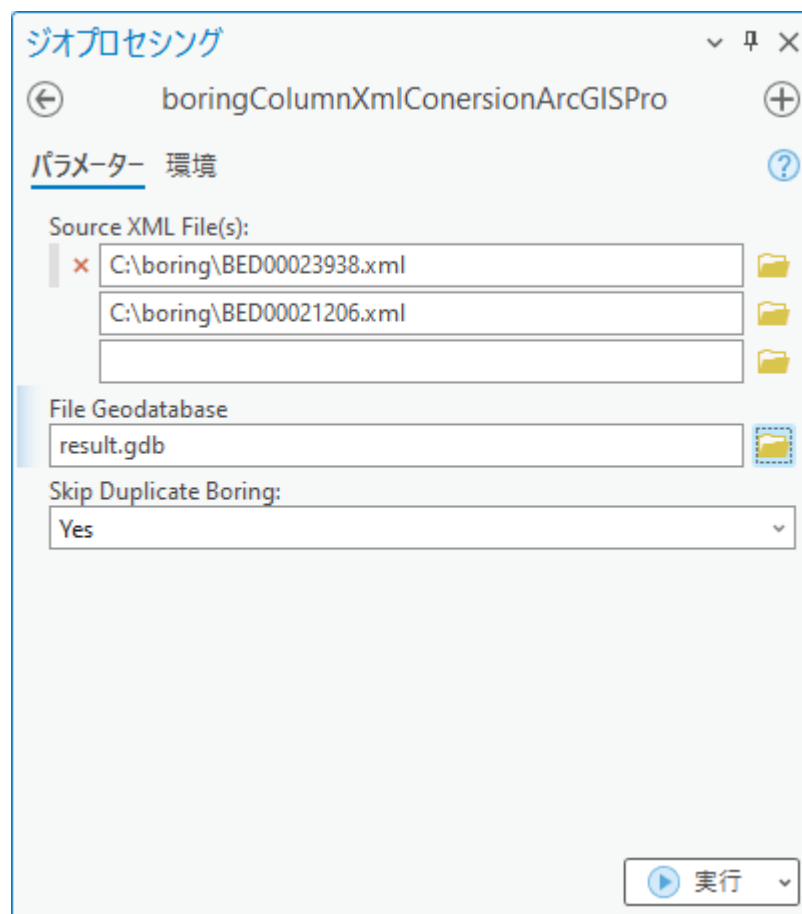 ジオプロセシング
boringColumnXmlConersionArcGISPro
パラメーター 環境
Source XML File(s):
C:\boring\BED00023938.xml
C:\boring\BED00021206.xml
File Geodatabase
result.gdb
Skip Duplicate Boring:
Yes
実行